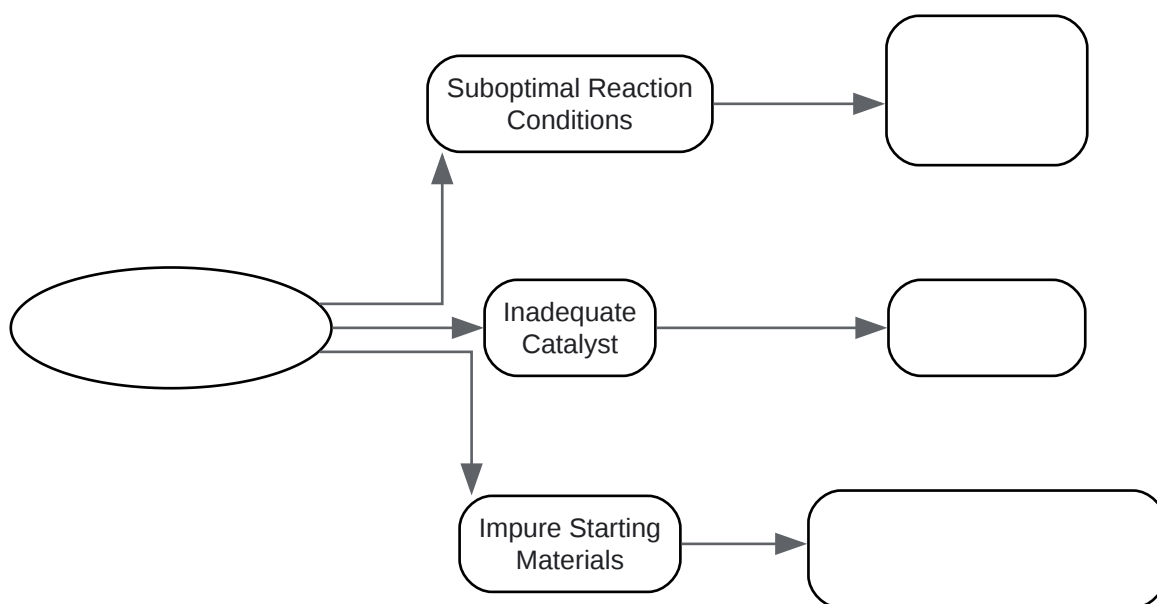 Suboptimal Reaction
Conditions
Inadequate
Catalyst
Impure Starting
Materials